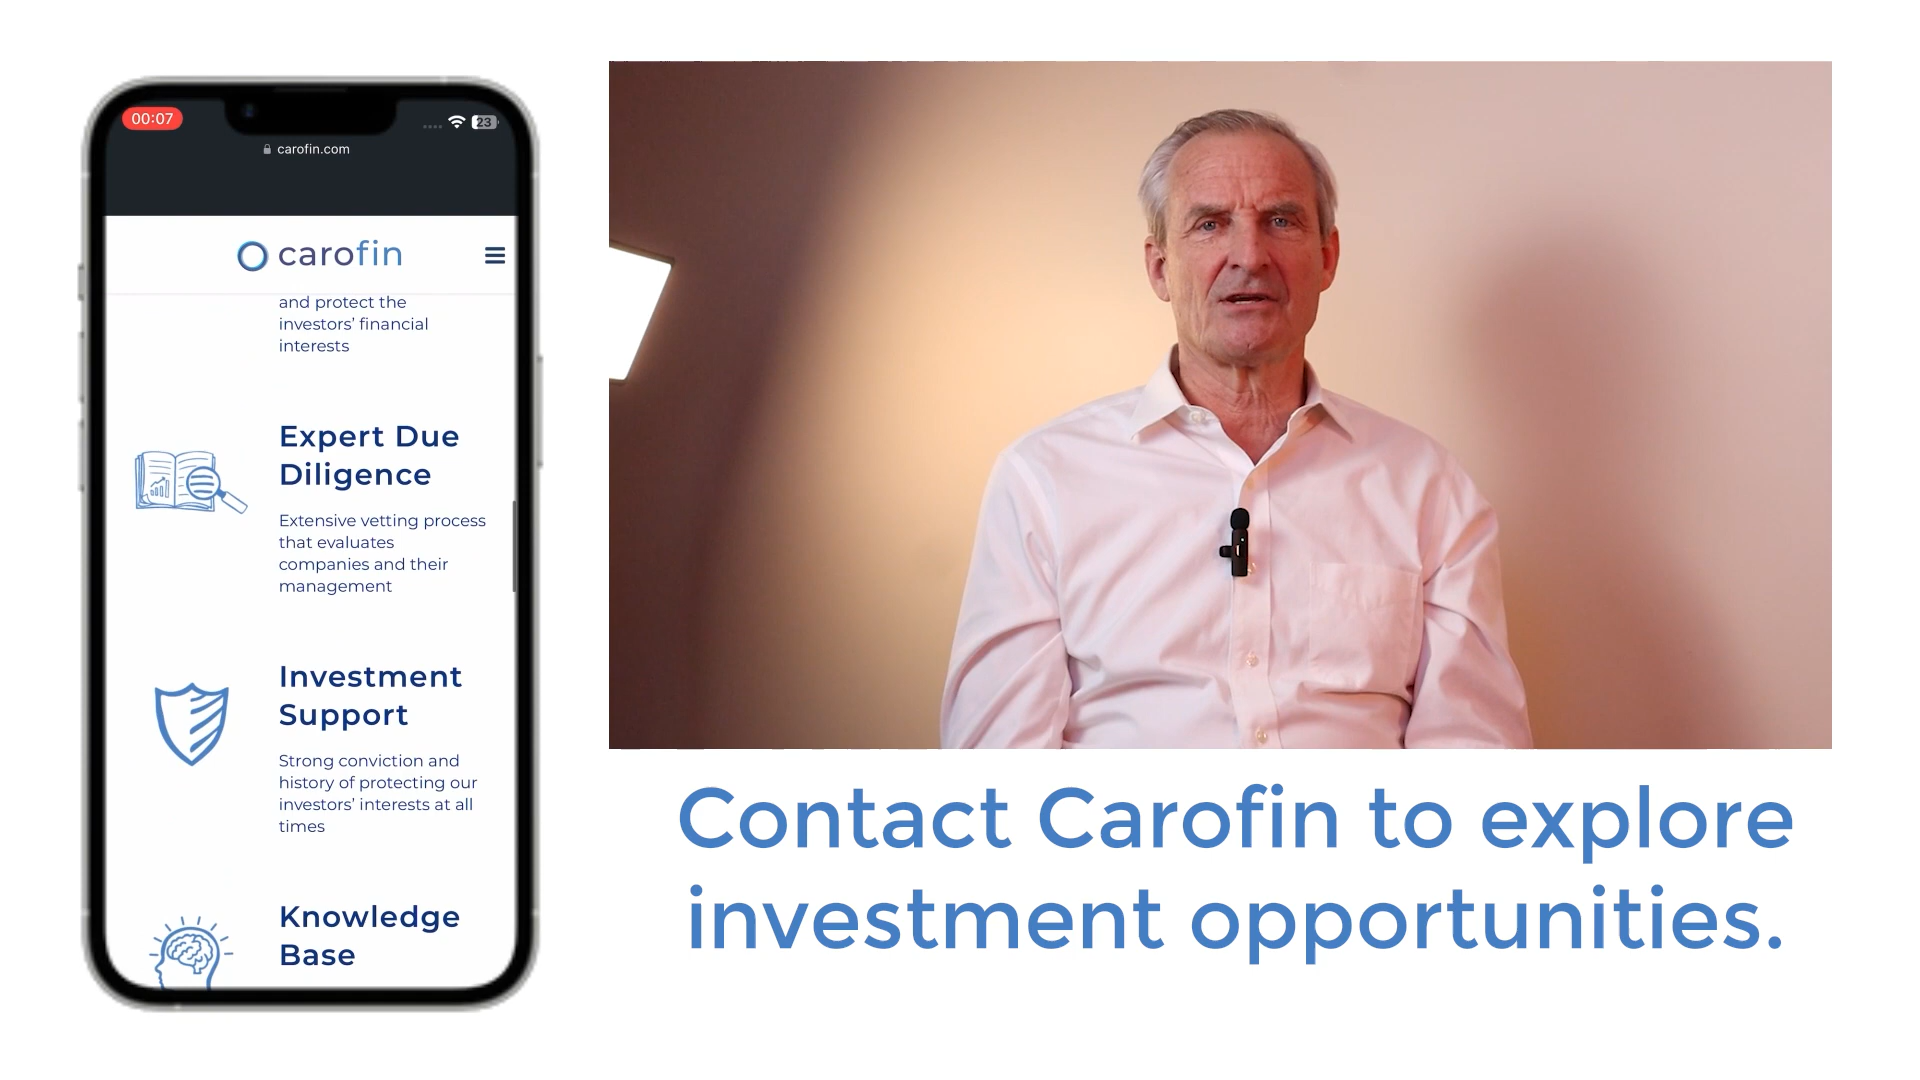 00:07
23
carofin.com
carofin
and protect the
investors' financial
interests
Expert Due
Diligence
Extensive vetting process
that evaluates
companies and their
management
Investment
Support
Strong conviction and
history of protecting our
investors' interests at all
times
Knowledge
Base
Contact Carofin to explore
investment opportunities.